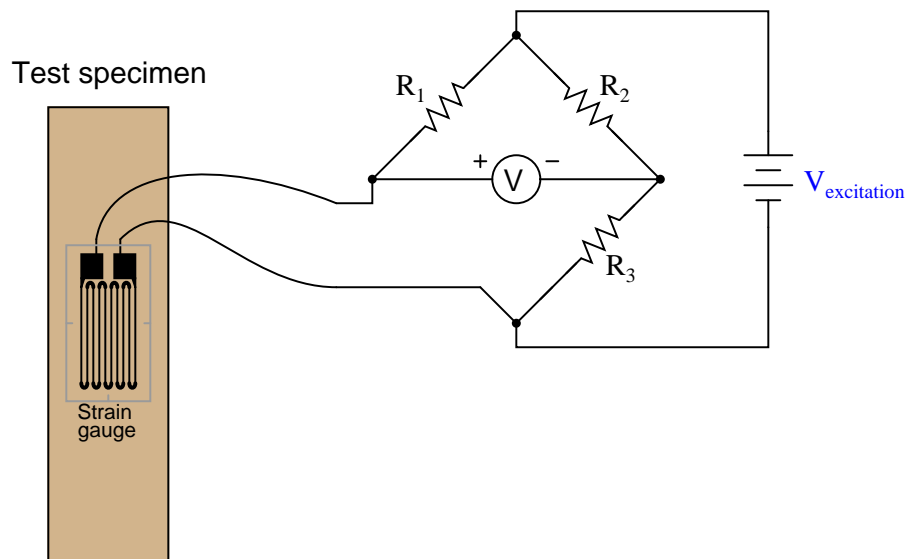 Test specimen
R1
R2
+
V
−
Vexcitation
R3
Strain
gauge